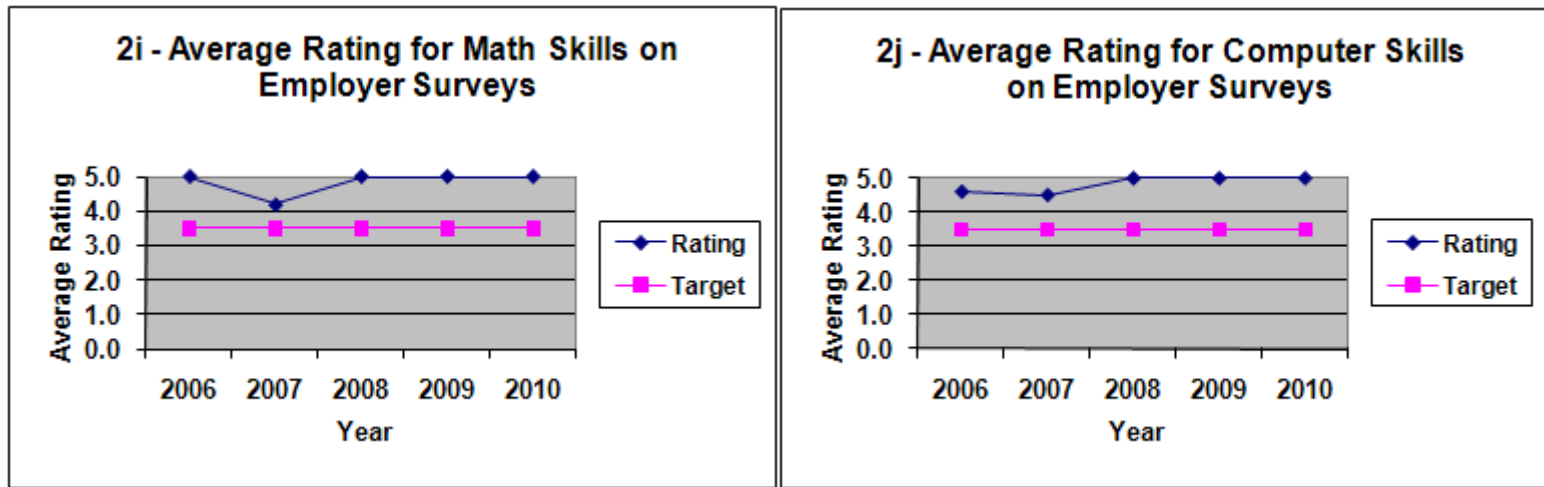 2i - Average Rating for Math Skills on
Employer Surveys
Average Rating
5.0
4.0
3.0
2.0
1.0
0.0
2006 2007 2008 2009 2010
Year
Rating
Target
2j - Average Rating for Computer Skills
on Employer Surveys
Average Rating
5.0
4.0
3.0
2.0
1.0
0.0
2006 2007 2008 2009 2010
Year
Rating
Target